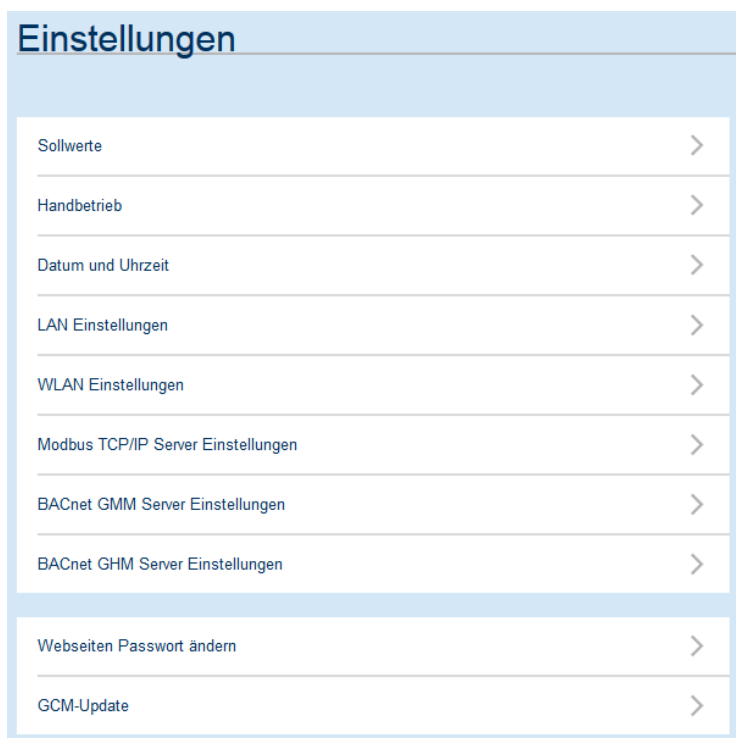 Einstellungen
Sollwerte
Handbetrieb
Datum und Uhrzeit
LAN Einstellungen
WLAN Einstellungen
Modbus TCP/IP Server Einstellungen
BACnet GMM Server Einstellungen
BACnet GHM Server Einstellungen
Webseiten Passwort ändern
GCM-Update